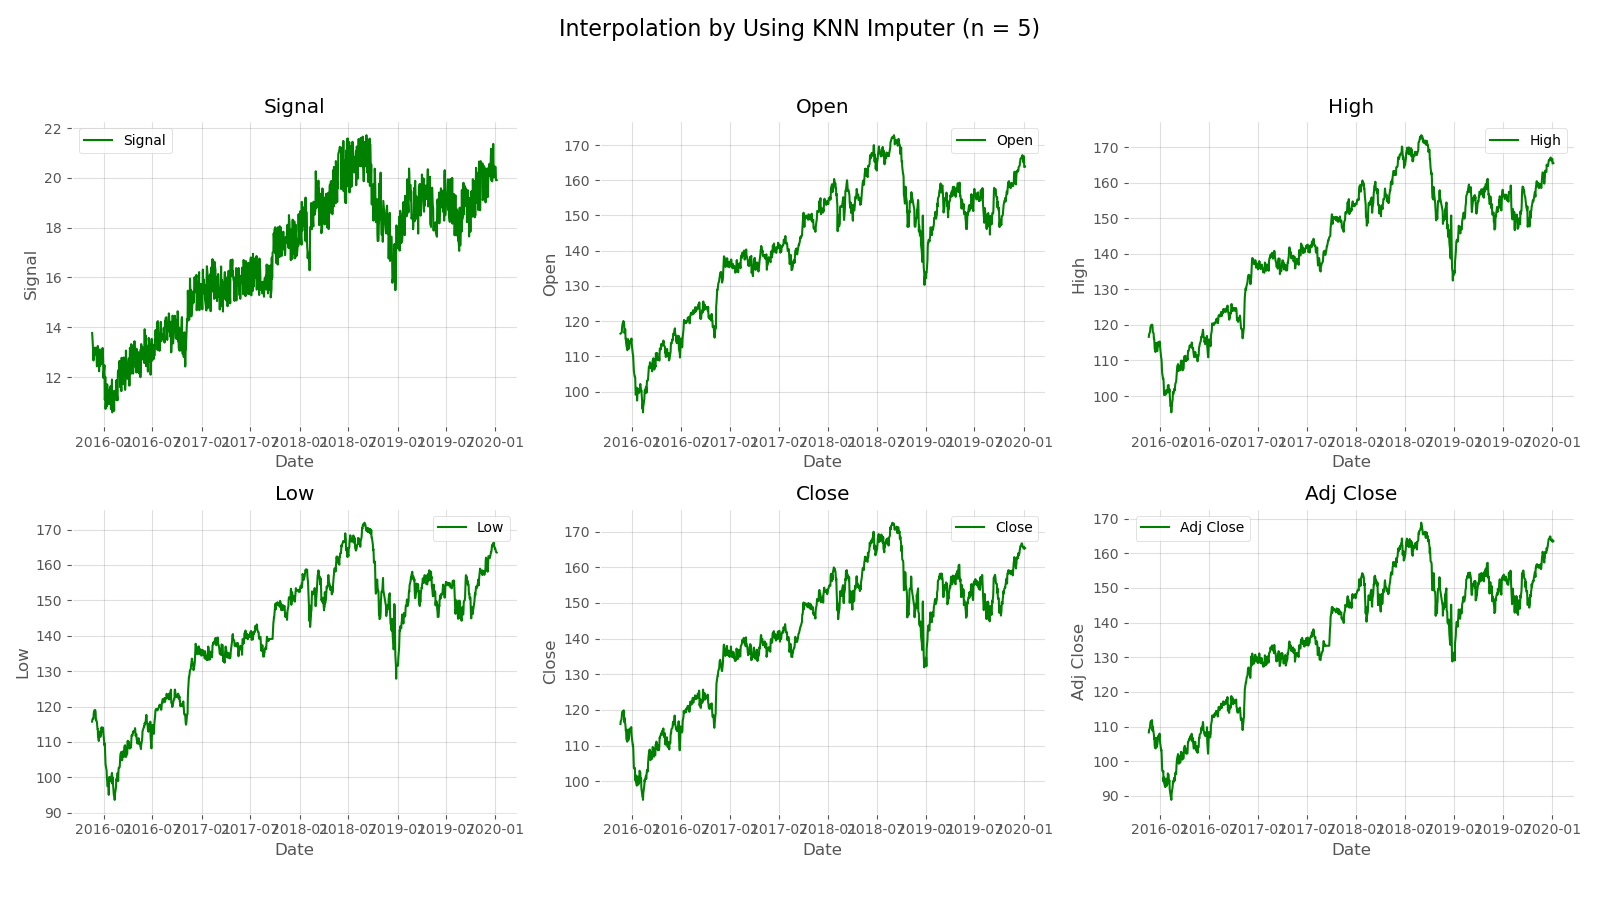 Interpolation by Using KNN Imputer (n = 5)
Signal
Signal
Signal
22
20
18
16
14
12
2016-01 2016-07 2017-01 2017-07 2018-01 2018-07 2019-01 2019-07 2020-01
Date
Open
Open
Open
170
160
150
140
130
120
110
100
2016-01 2016-07 2017-01 2017-07 2018-01 2018-07 2019-01 2019-07 2020-01
Date
High
High
High
170
160
150
140
130
120
110
100
2016-01 2016-07 2017-01 2017-07 2018-01 2018-07 2019-01 2019-07 2020-01
Date
Low
Low
Low
170
160
150
140
130
120
110
100
90
2016-01 2016-07 2017-01 2017-07 2018-01 2018-07 2019-01 2019-07 2020-01
Date
Close
Close
Close
170
160
150
140
130
120
110
100
2016-01 2016-07 2017-01 2017-07 2018-01 2018-07 2019-01 2019-07 2020-01
Date
Adj Close
Adj Close
Adj Close
170
160
150
140
130
120
110
100
90
2016-01 2016-07 2017-01 2017-07 2018-01 2018-07 2019-01 2019-07 2020-01
Date